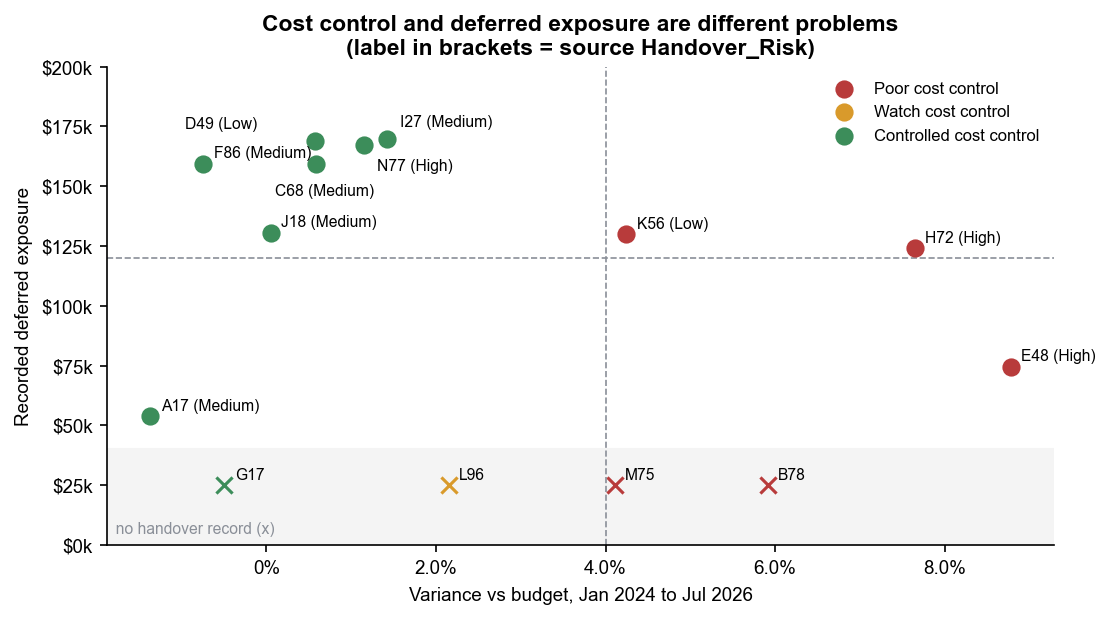 Cost control and deferred exposure are different problems
(label in brackets = source Handover_Risk)
Recorded deferred exposure
$200k
$175k
$150k
$125k
$100k
$75k
$50k
$25k
$0k
Poor cost control
Watch cost control
Controlled cost control
D49 (Low)
I27 (Medium)
F86 (Medium)
N77 (High)
C68 (Medium)
J18 (Medium)
K56 (Low)
H72 (High)
E48 (High)
A17 (Medium)
G17
L96
M75
B78
no handover record (x)
0%
2.0%
4.0%
6.0%
8.0%
Variance vs budget, Jan 2024 to Jul 2026